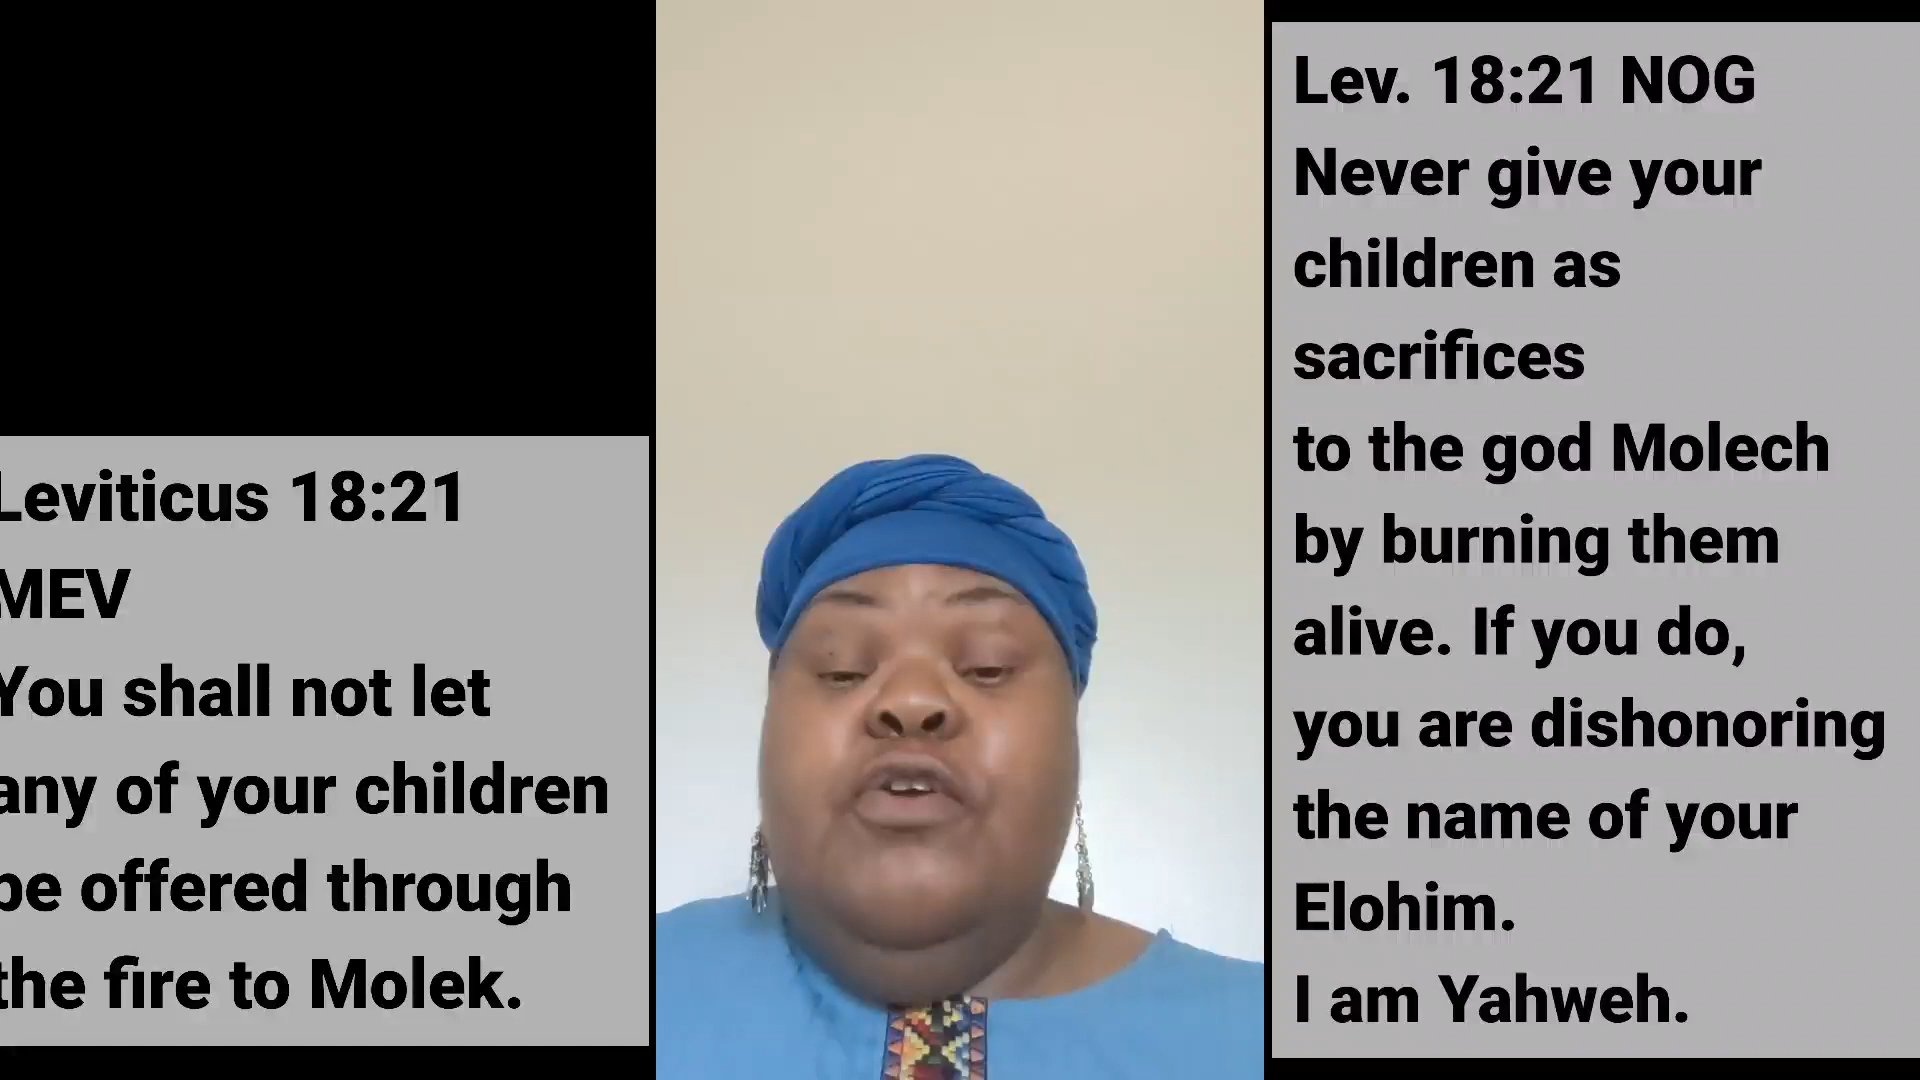 Leviticus 18:21
MEV
You shall not let
any of your children
be offered through
the fire to Molek.
Lev. 18:21 NOG
Never give your
children as
sacrifices
to the god Molech
by burning them
alive. If you do,
you are dishonoring
the name of your
Elohim.
I am Yahweh.